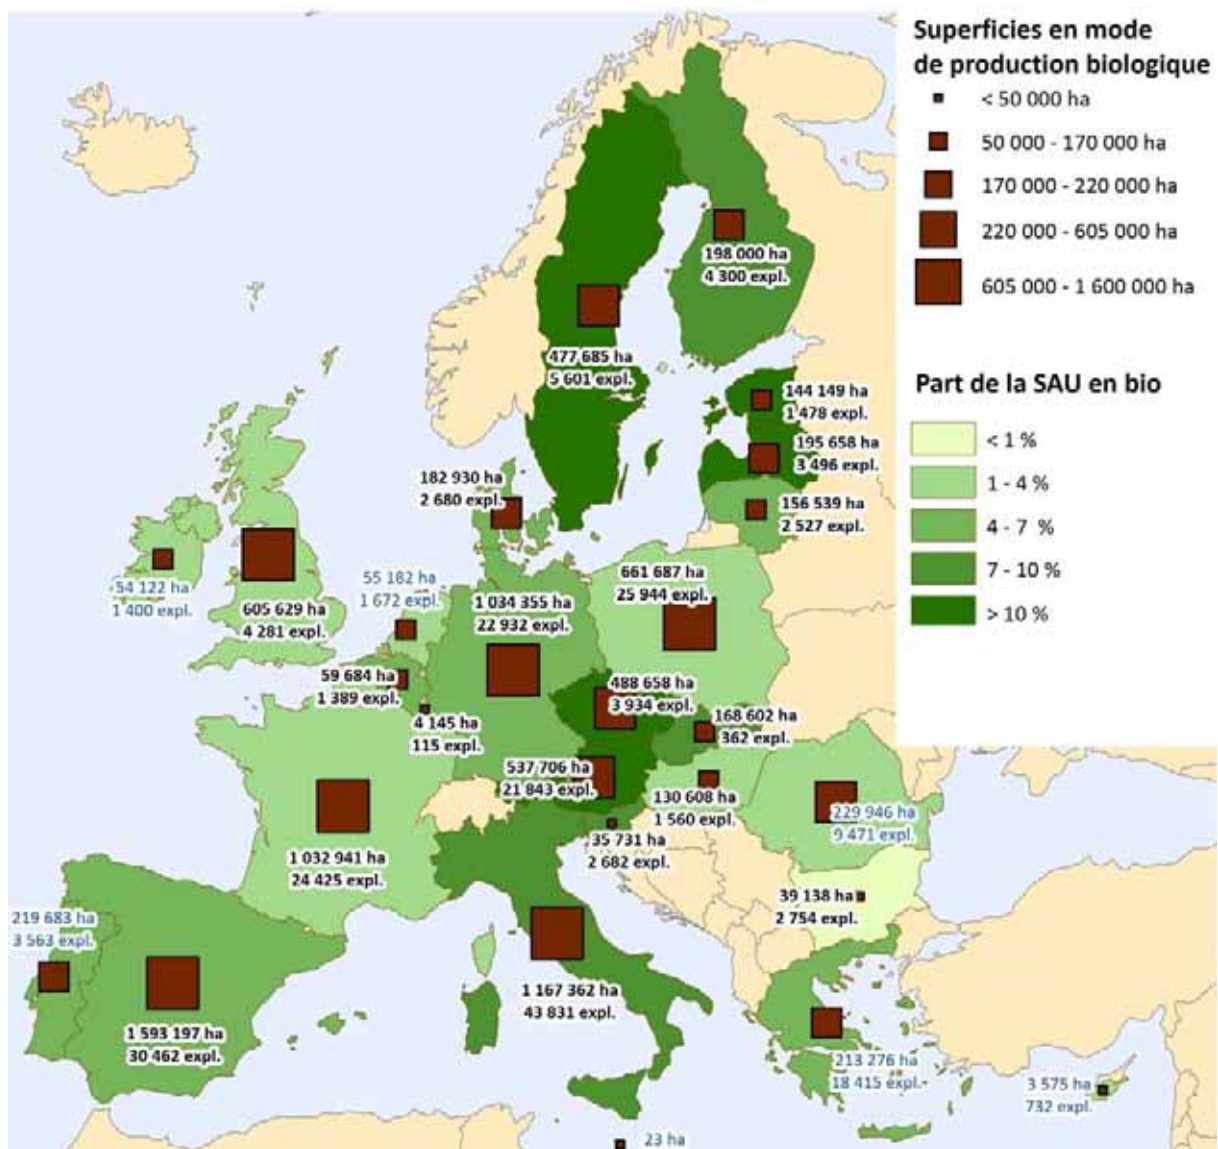 Superficies en mode
de production biologique
< 50 000 ha
50 000 - 170 000 ha
170 000 - 220 000 ha
220 000 - 605 000 ha
605 000 - 1 600 000 ha
Part de la SAU en bio
< 1 %
1 - 4 %
4 - 7 %
7 - 10 %
> 10 %
198 000 ha
4 300 expl.
477 685 ha
5 601 expl.
144 149 ha
1 478 expl.
195 658 ha
3 496 expl.
182 930 ha
2 680 expl.
156 539 ha
2 527 expl.
54 122 ha
1 400 expl.
605 629 ha
4 281 expl.
55 182 ha
1 672 expl.
1 034 355 ha
22 932 expl.
661 687 ha
25 944 expl.
59 684 ha
1 389 expl.
4 145 ha
115 expl.
488 658 ha
3 934 expl.
168 602 ha
362 expl.
537 706 ha
21 843 expl.
130 608 ha
1 560 expl.
229 946 ha
9 471 expl.
35 731 ha
2 682 expl.
1 032 941 ha
24 425 expl.
39 138 ha
2 754 expl.
219 683 ha
3 563 expl.
1 593 197 ha
30 462 expl.
1 167 362 ha
43 831 expl.
213 276 ha
18 415 expl.
3 575 ha
732 expl.
23 ha